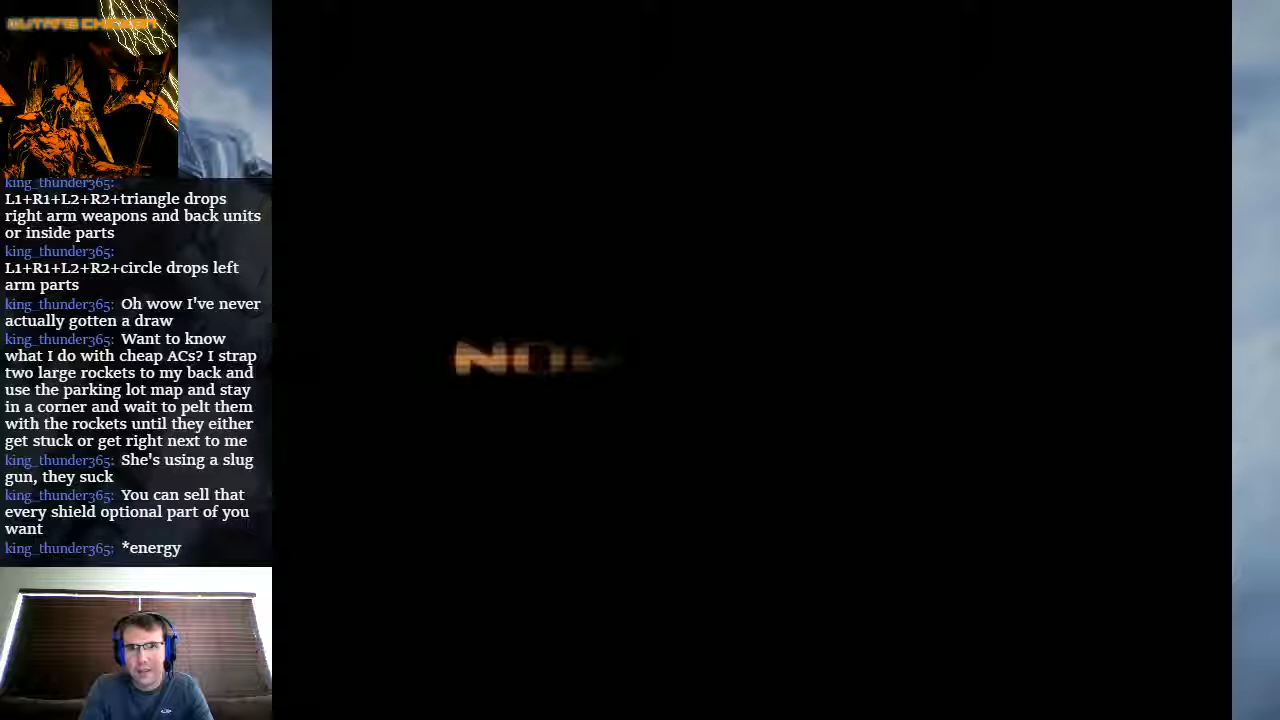 MUTANT CHICKEN
king_thunder365:
L1+R1+L2+R2+triangle drops
right arm weapons and back units
or inside parts
king_thunder365:
L1+R1+L2+R2+circle drops left
arm parts
king_thunder365: Oh wow I've never
actually gotten a draw
king_thunder365: Want to know
what I do with cheap ACs? I strap
two large rockets to my back and
use the parking lot map and stay
in a corner and wait to pelt them
with the rockets until they either
get stuck or get right next to me
king_thunder365: She's using a slug
gun, they suck
king_thunder365: You can sell that
every shield optional part of you
want
king_thunder365: *energy
NOW